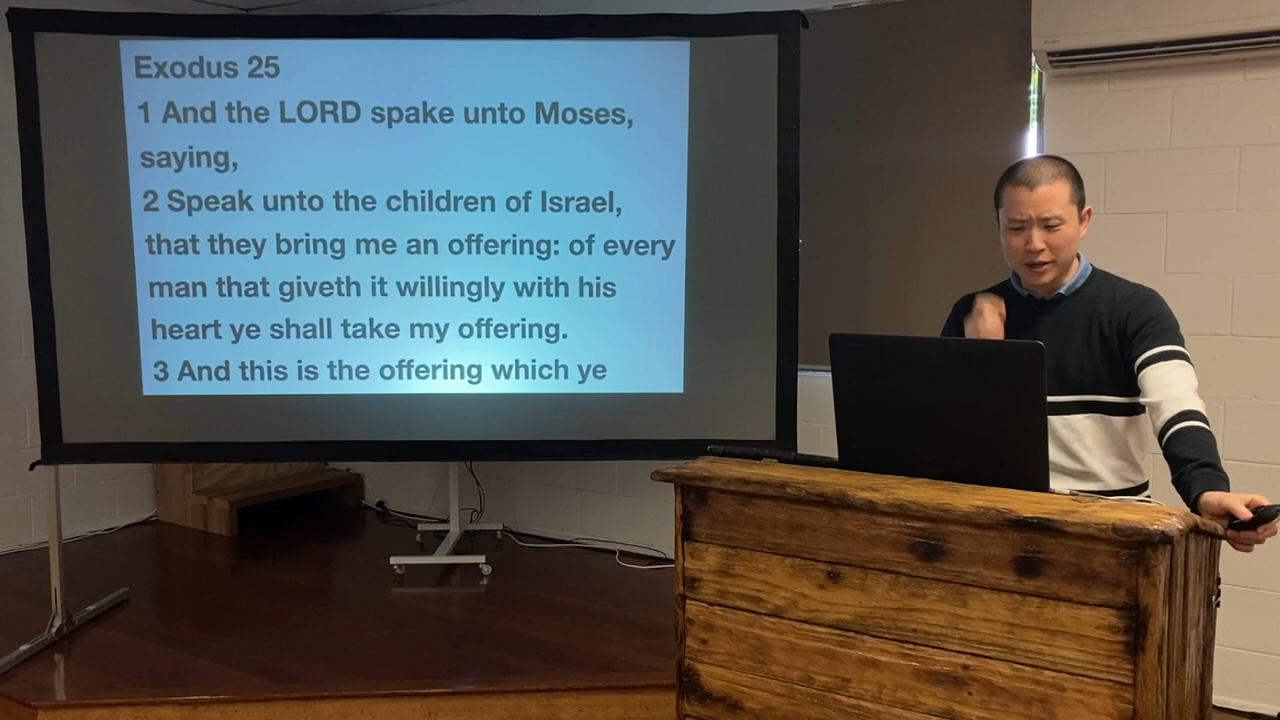 Exodus 25
1 And the LORD spake unto Moses,
saying,
2 Speak unto the children of Israel,
that they bring me an offering: of every
man that giveth it willingly with his
heart ye shall take my offering.
3 And this is the offering which ye